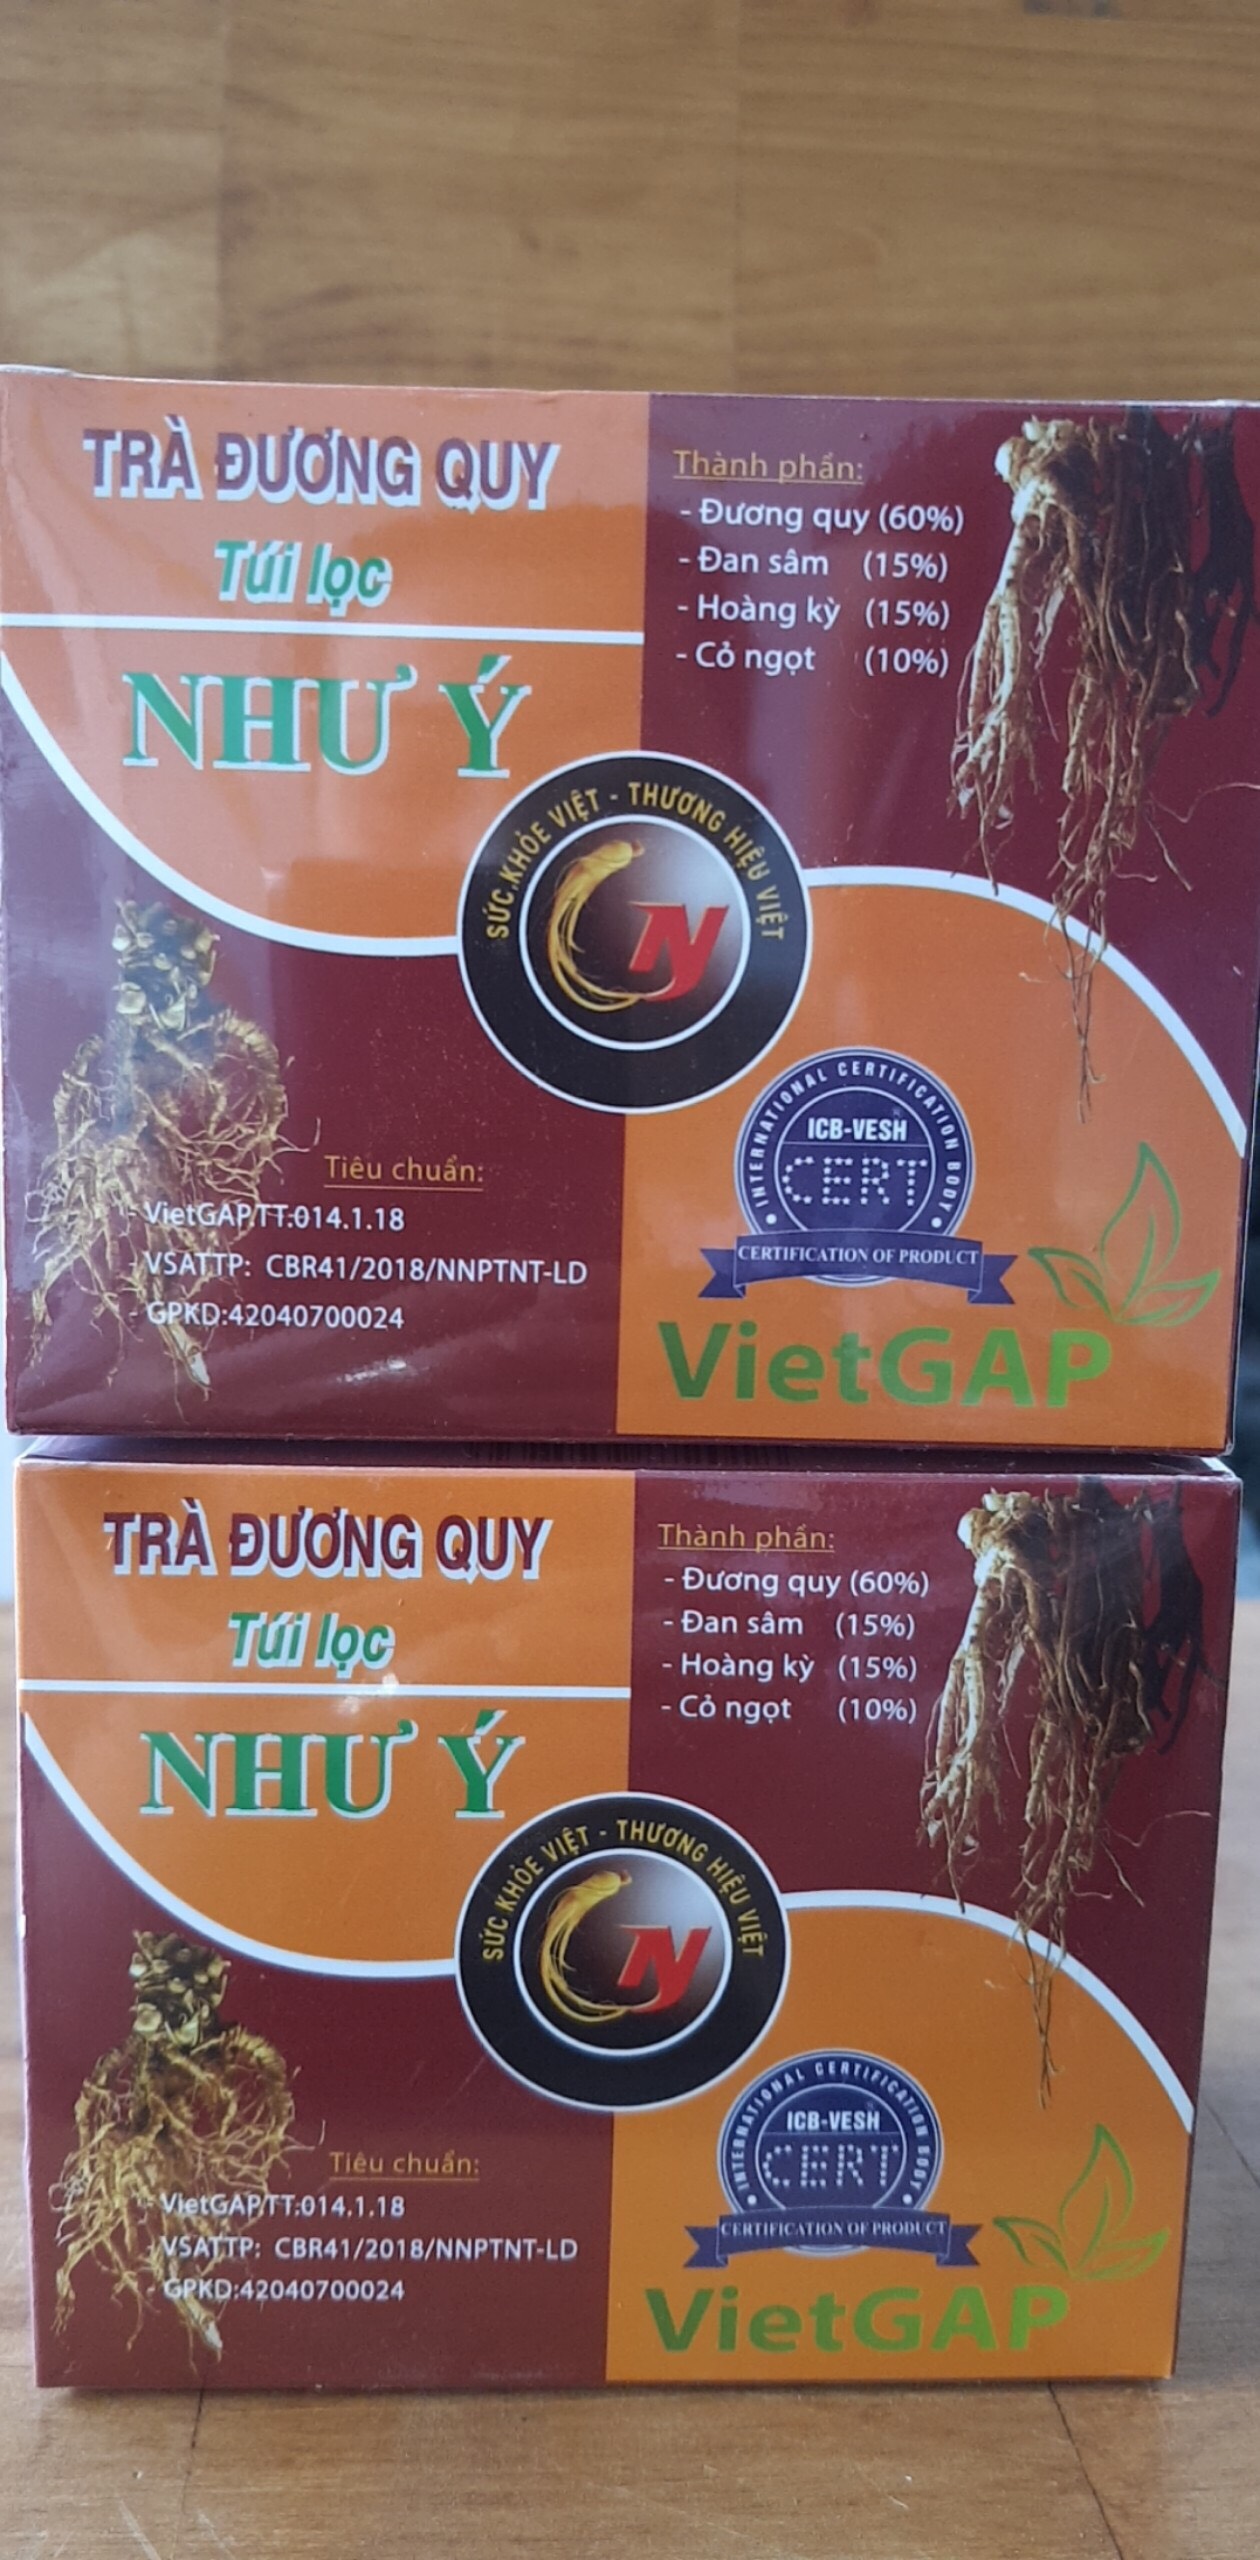 TRÀ ĐƯƠNG QUY
Túi lọc
NHƯ Ý
Thành phần:
- Đương quy (60%)
- Đan sâm (15%)
- Hoàng kỳ (15%)
- Cỏ ngọt (10%)
SỨC KHỎE VIỆT - THƯƠNG HIỆU VIỆT
NY
Tiêu chuẩn:
- VietGAP.TT.014.1.18
- VSATTP: CBR41/2018/NNPTNT-LD
- GPKD:42040700024
INTERNATIONAL CERTIFICATION BODY
ICB-VESH
CERT
CERTIFICATION OF PRODUCT
VietGAP
TRÀ ĐƯƠNG QUY
Túi lọc
NHƯ Ý
Thành phần:
- Đương quy (60%)
- Đan sâm (15%)
- Hoàng kỳ (15%)
- Cỏ ngọt (10%)
SỨC KHỎE VIỆT - THƯƠNG HIỆU VIỆT
NY
Tiêu chuẩn:
- VietGAP.TT.014.1.18
- VSATTP: CBR41/2018/NNPTNT-LD
- GPKD:42040700024
INTERNATIONAL CERTIFICATION BODY
ICB-VESH
CERT
CERTIFICATION OF PRODUCT
VietGAP